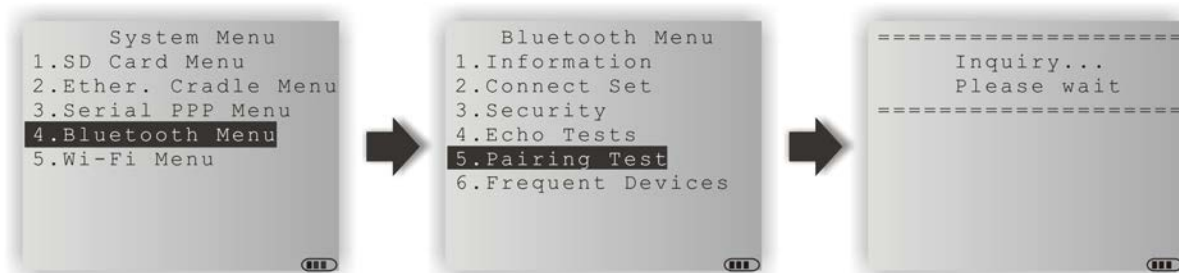 System Menu
1.SD Card Menu
2.Ether. Cradle Menu
3.Serial PPP Menu
4.Bluetooth Menu
5.Wi-Fi Menu
Bluetooth Menu
1.Information
2.Connect Set
3.Security
4.Echo Tests
5.Pairing Test
6.Frequent Devices
=====================
Inquiry...
Please wait
=====================